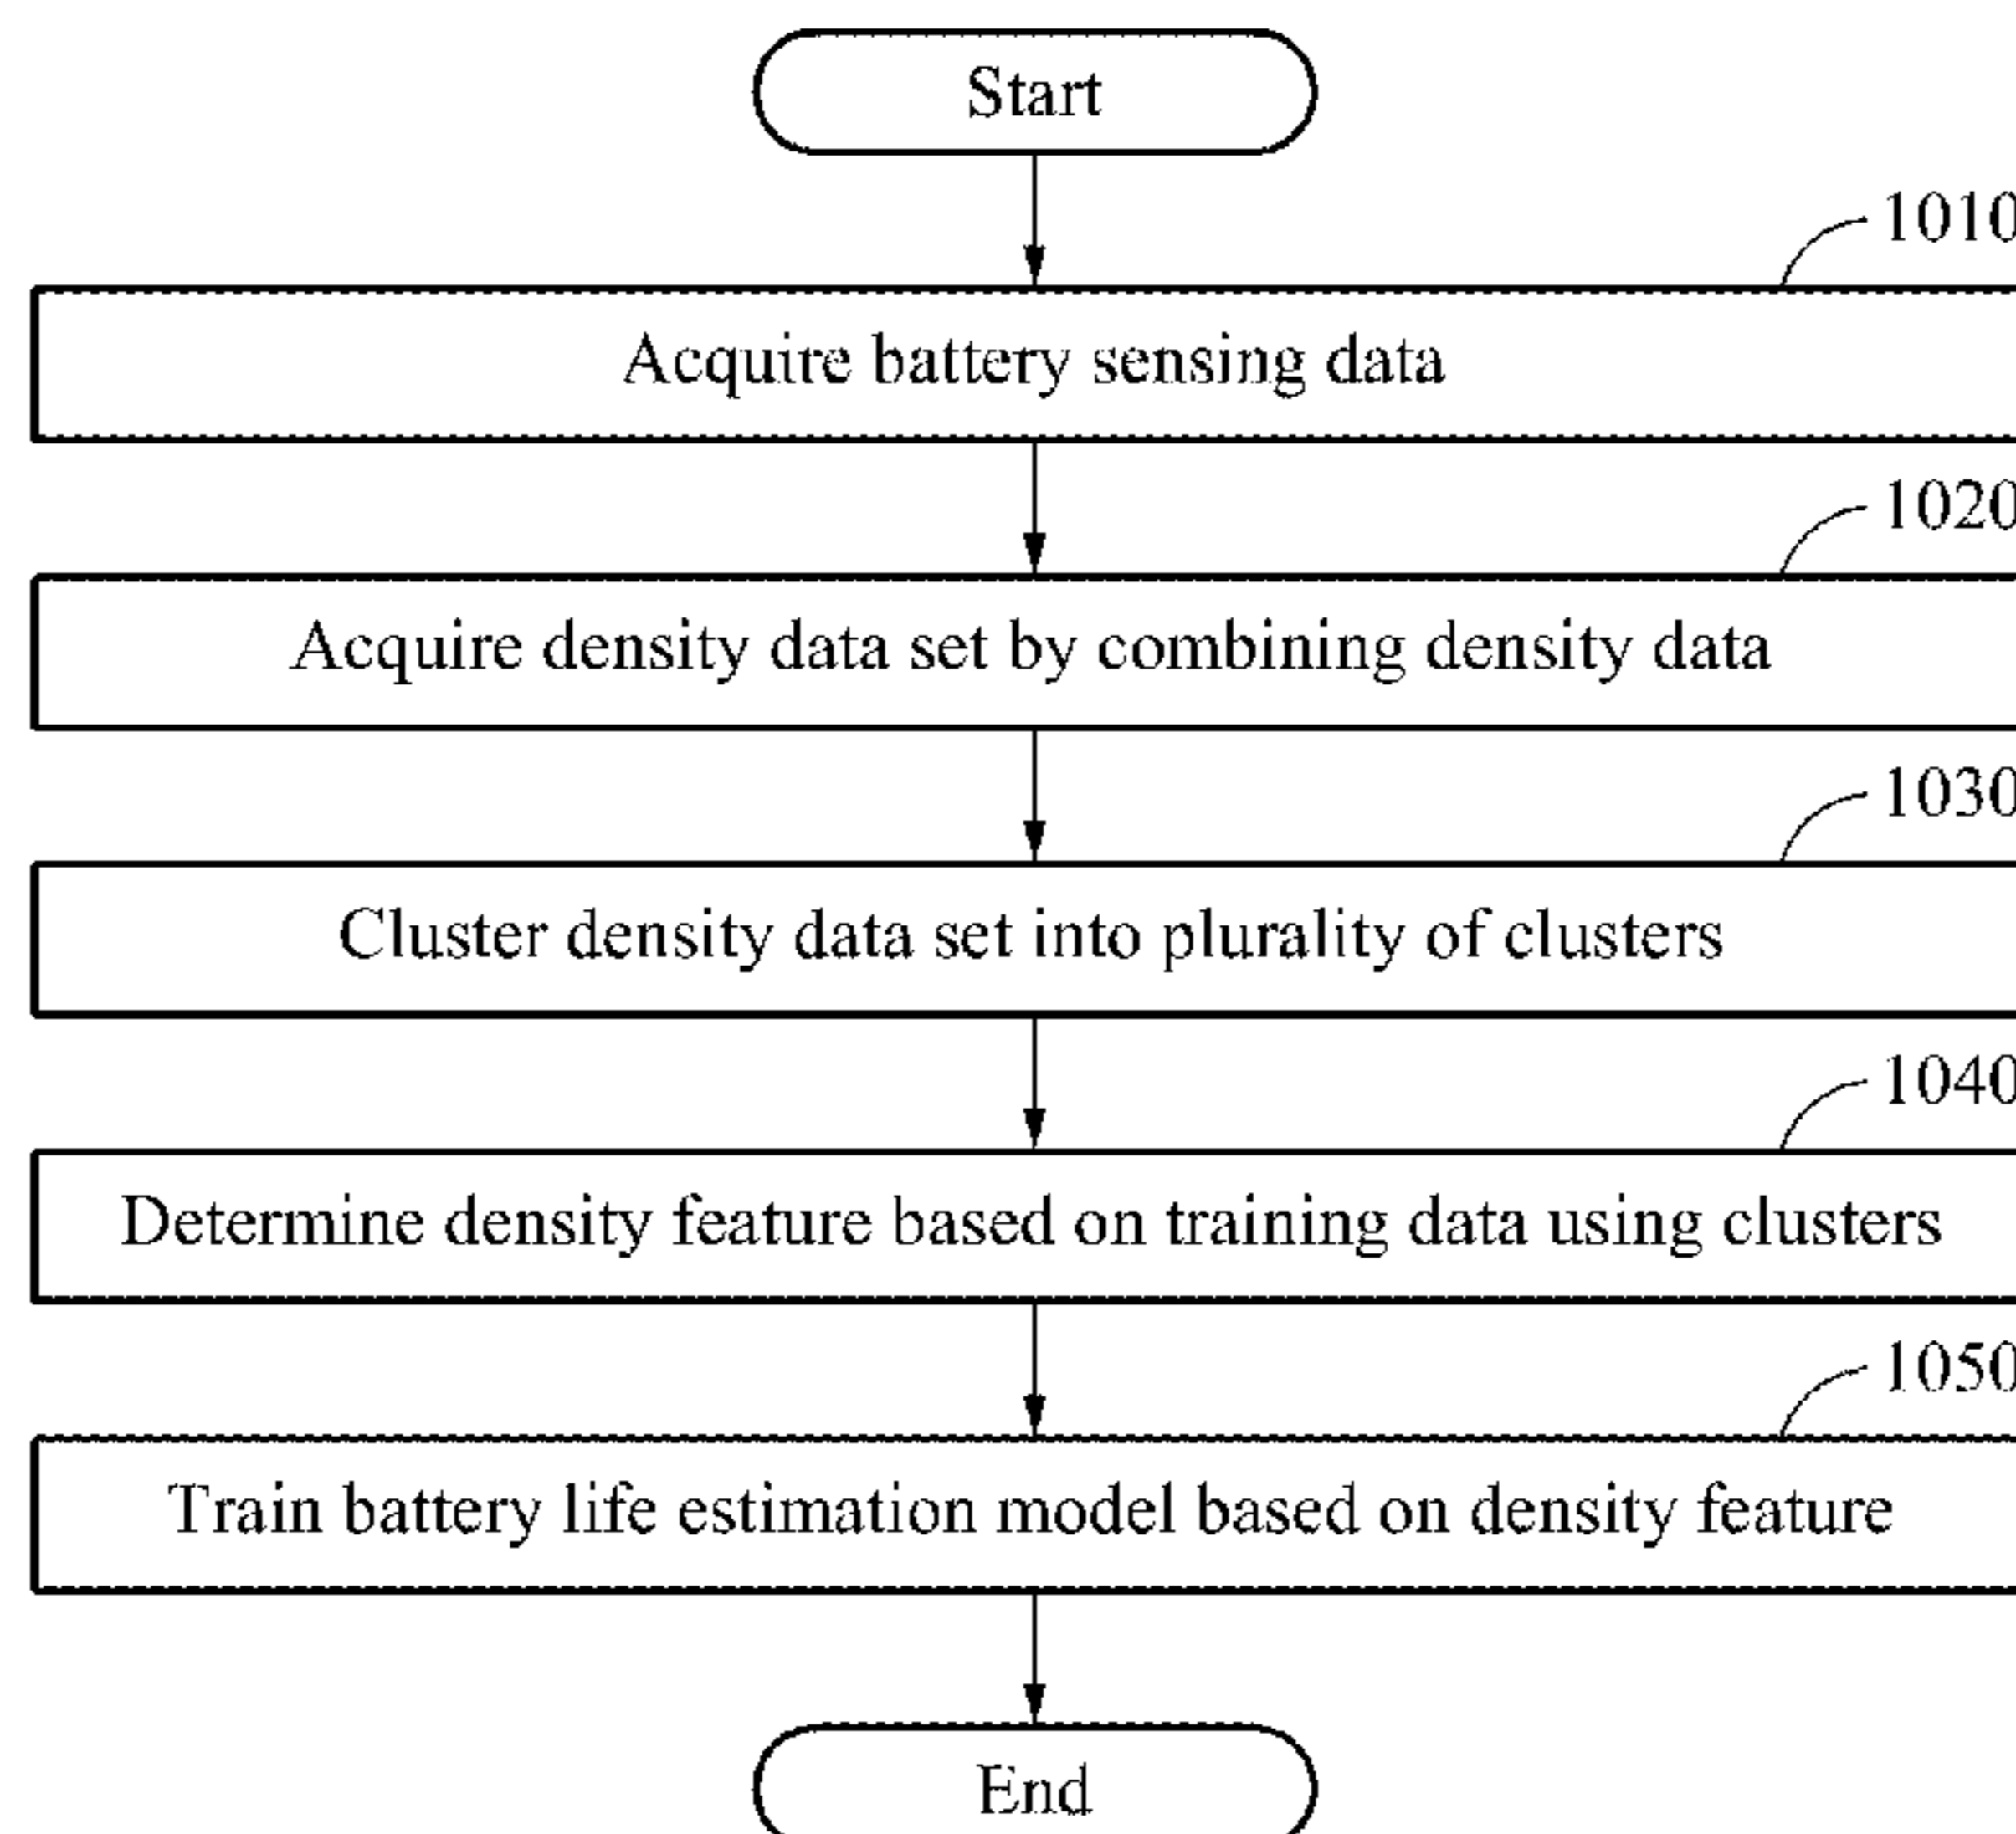 Start
1010
Acquire battery sensing data
1020
Acquire density data set by combining density data
1030
Cluster density data set into plurality of clusters
1040
Determine density feature based on training data using clusters
1050
Train battery life estimation model based on density feature
End